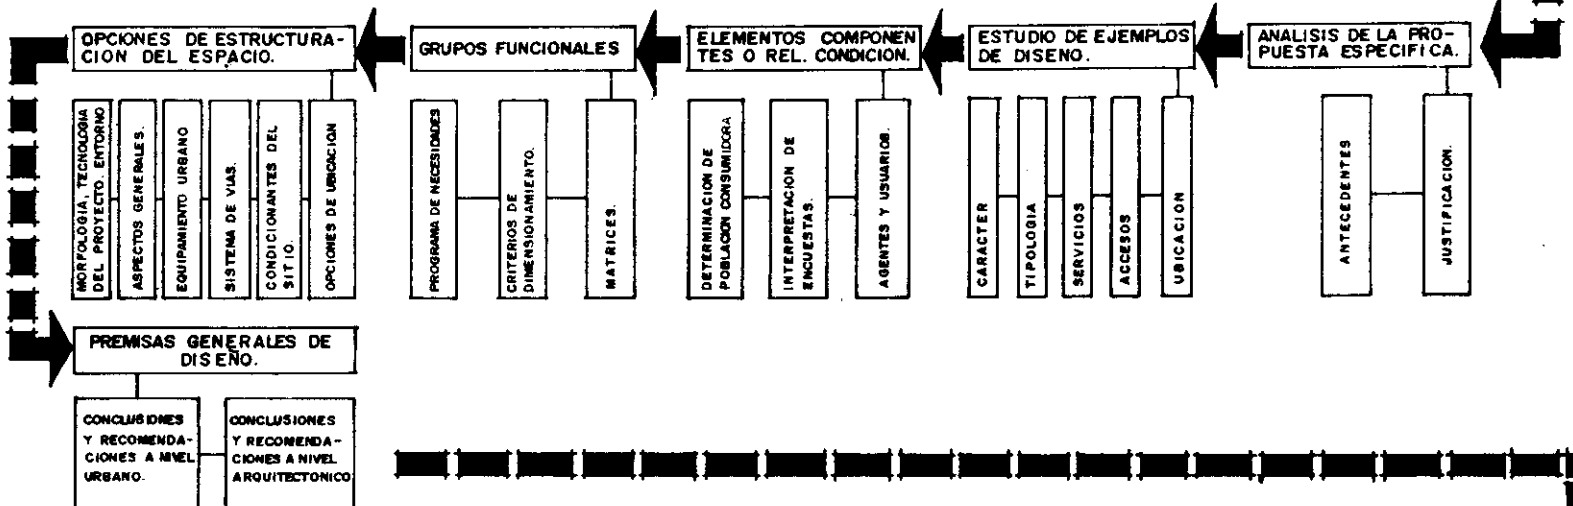 OPCIONES DE ESTRUCTURA-
CION DEL ESPACIO.
GRUPOS FUNCIONALES
ELEMENTOS COMPONEN
TES O REL. CONDICION.
ESTUDIO DE EJEMPLOS
DE DISENO.
ANALISIS DE LA PRO-
PUESTA ESPECIFICA.
MORFOLOGIA, TECNOLOGIA
DEL PROYECTO. ENTORNO
ASPECTOS GENERALES.
EQUIPAMIENTO URBANO
SISTEMA DE VIAS.
CONDICIONANTES DEL
SITIO.
OPCIONES DE UBICACION
PROGRAMA DE NECESIDADES
CRITERIOS DE
DIMENSIONAMIENTO.
MATRICES.
DETERMINACION DE
POBLACION CONSUMIDORA
INTERPRETACION DE
ENCUESTAS.
AGENTES Y USUARIOS.
CARACTER
TIPOLOGIA
SERVICIOS
ACCESOS
UBICACION
ANTECEDENTES
JUSTIFICACION.
PREMISAS GENERALES DE
DISEÑO.
CONCLUSIONES
Y RECOMENDA-
CIONES A NIVEL
URBANO.
CONCLUSIONES
Y RECOMENDA-
CIONES A NIVEL
ARQUITECTONICO